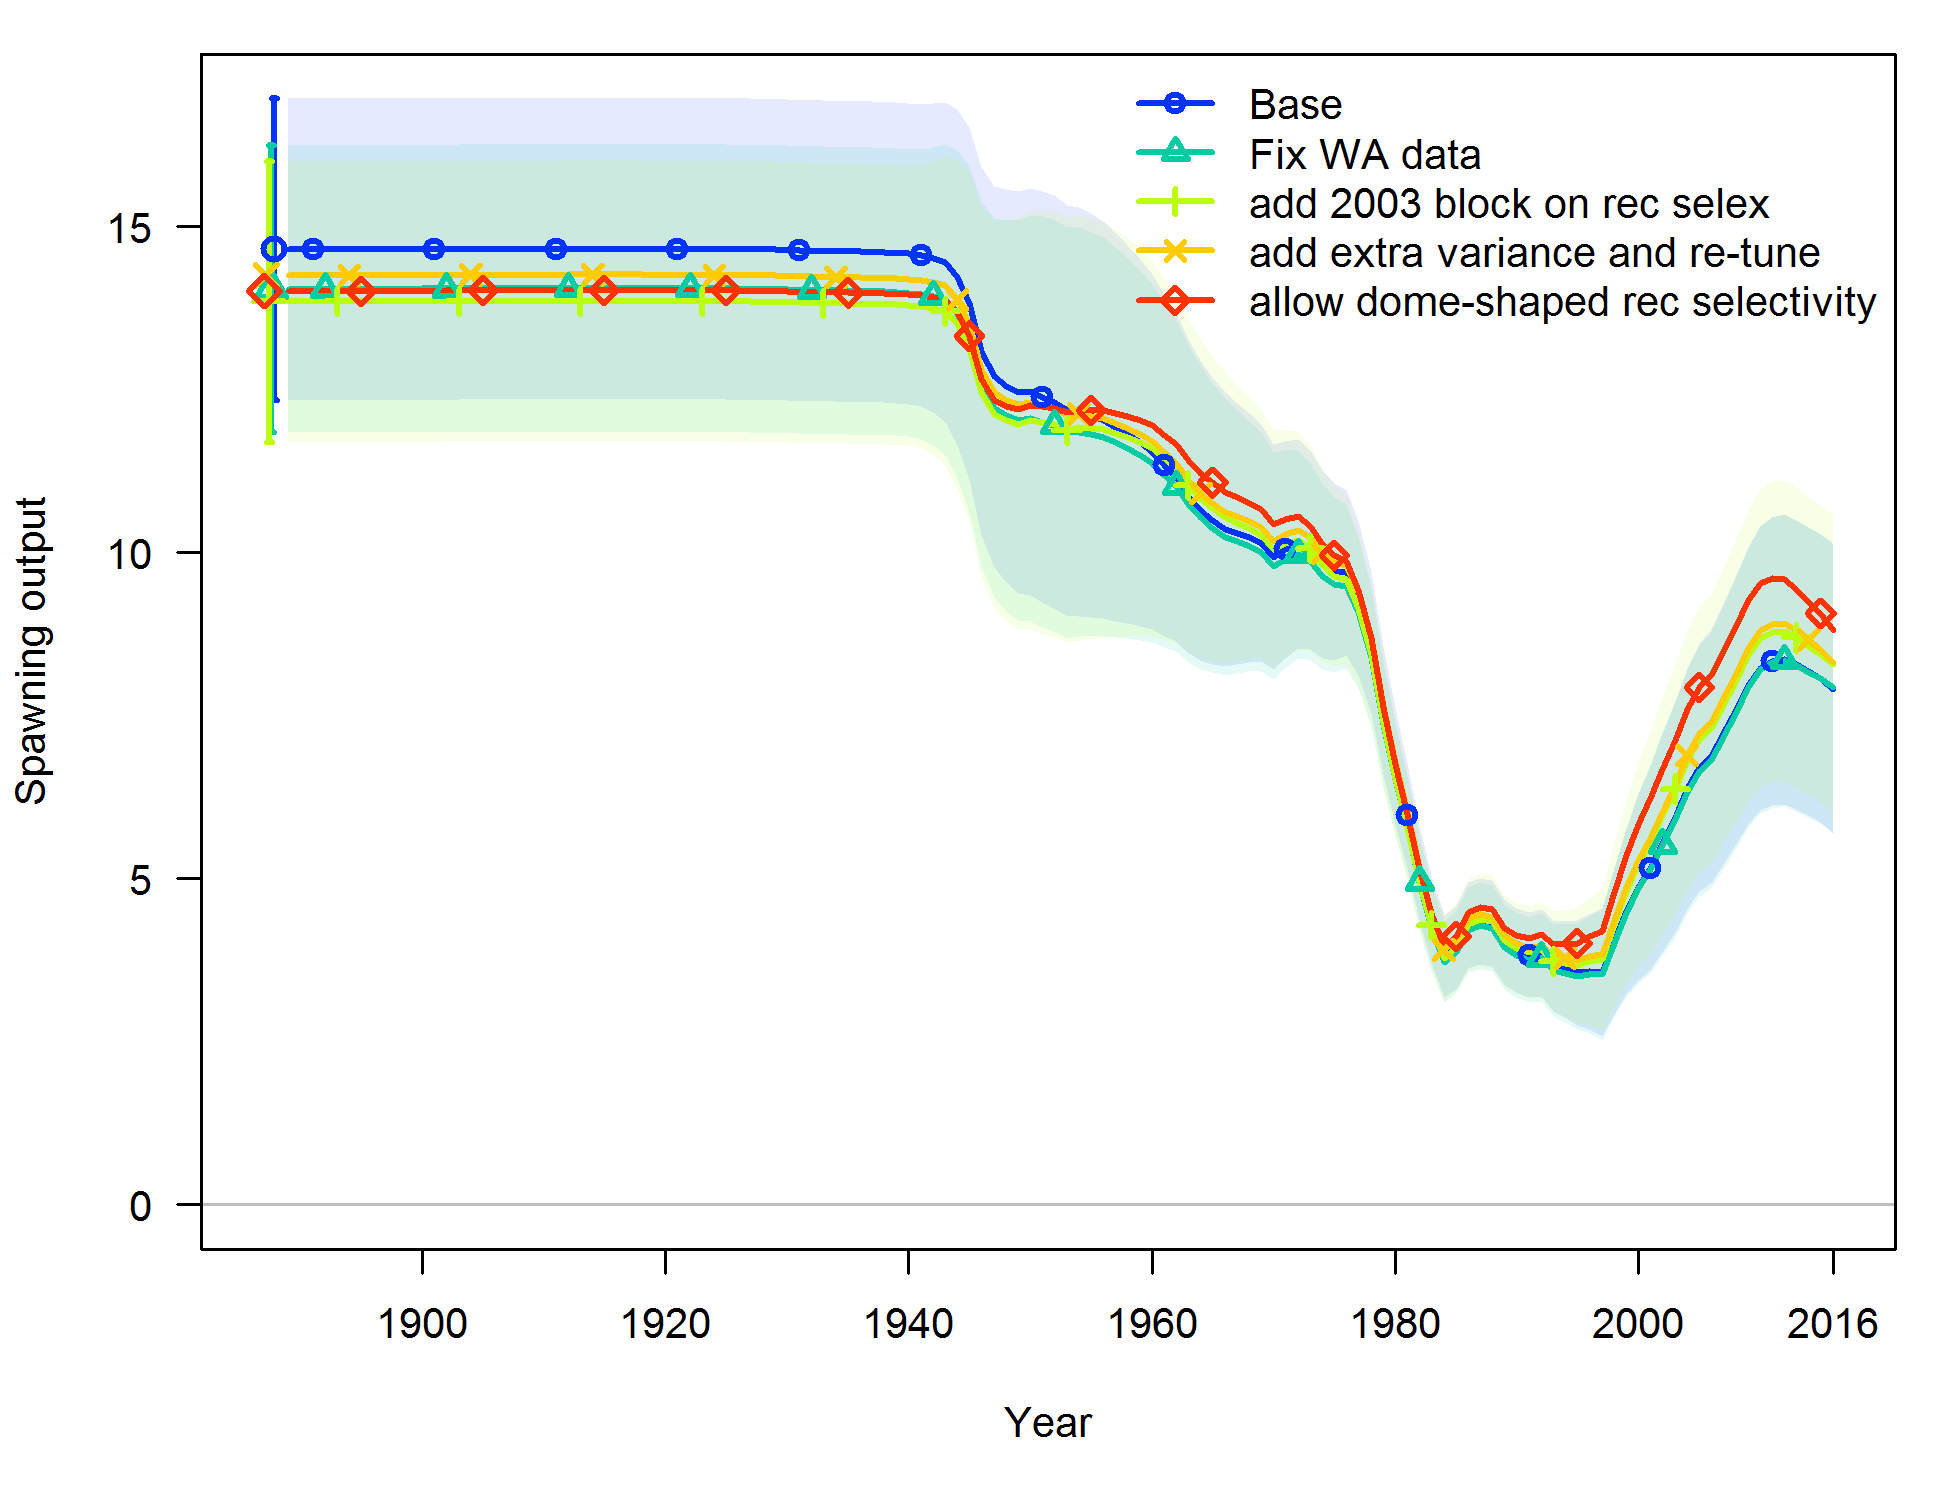 Base
Fix WA data
add 2003 block on rec selex
add extra variance and re-tune
allow dome-shaped rec selectivity
15
10
5
0
Spawning output
1900 1920 1940 1960 1980 2000 2016
Year